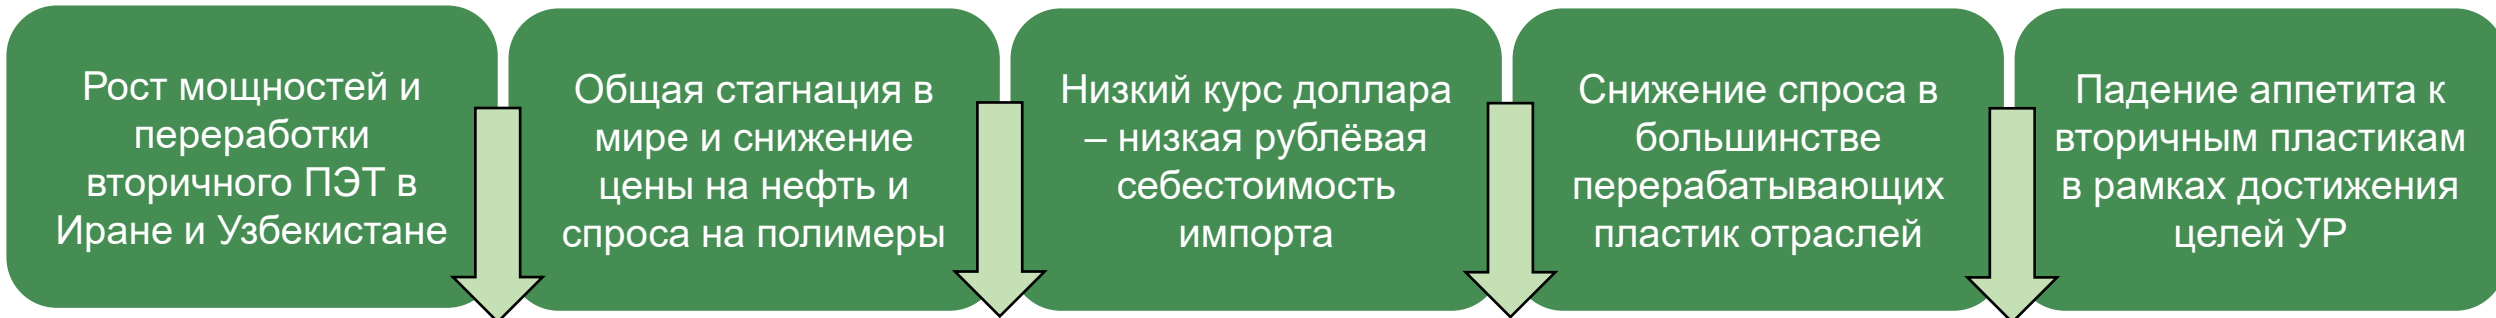 Рост мощностей и
переработки
вторичного ПЭТ в
Иране и Узбекистане
Общая стагнация в
мире и снижение
цены на нефть и
спроса на полимеры
Низкий курс доллара
– низкая рублёвая
себестоимость
импорта
Снижение спроса в
большинстве
перерабатывающих
пластик отраслей
Падение аппетита к
вторичным пластикам
в рамках достижения
целей УР